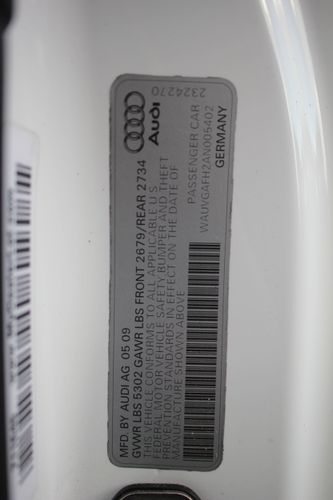 2324270
Audi
MFD. BY AUDI AG 05 09
GVWR LBS 5302 GAWR LBS FRONT 2679/REAR 2734
THIS VEHICLE CONFORMS TO ALL APPLICABLE U S
FEDERAL MOTOR VEHICLE SAFETY, BUMPER AND THEFT
PREVENTION STANDARDS IN EFFECT ON THE DATE OF
MANUFACTURE SHOWN ABOVE
PASSENGER CAR
WAUVGAFH2AN005402
GERMANY